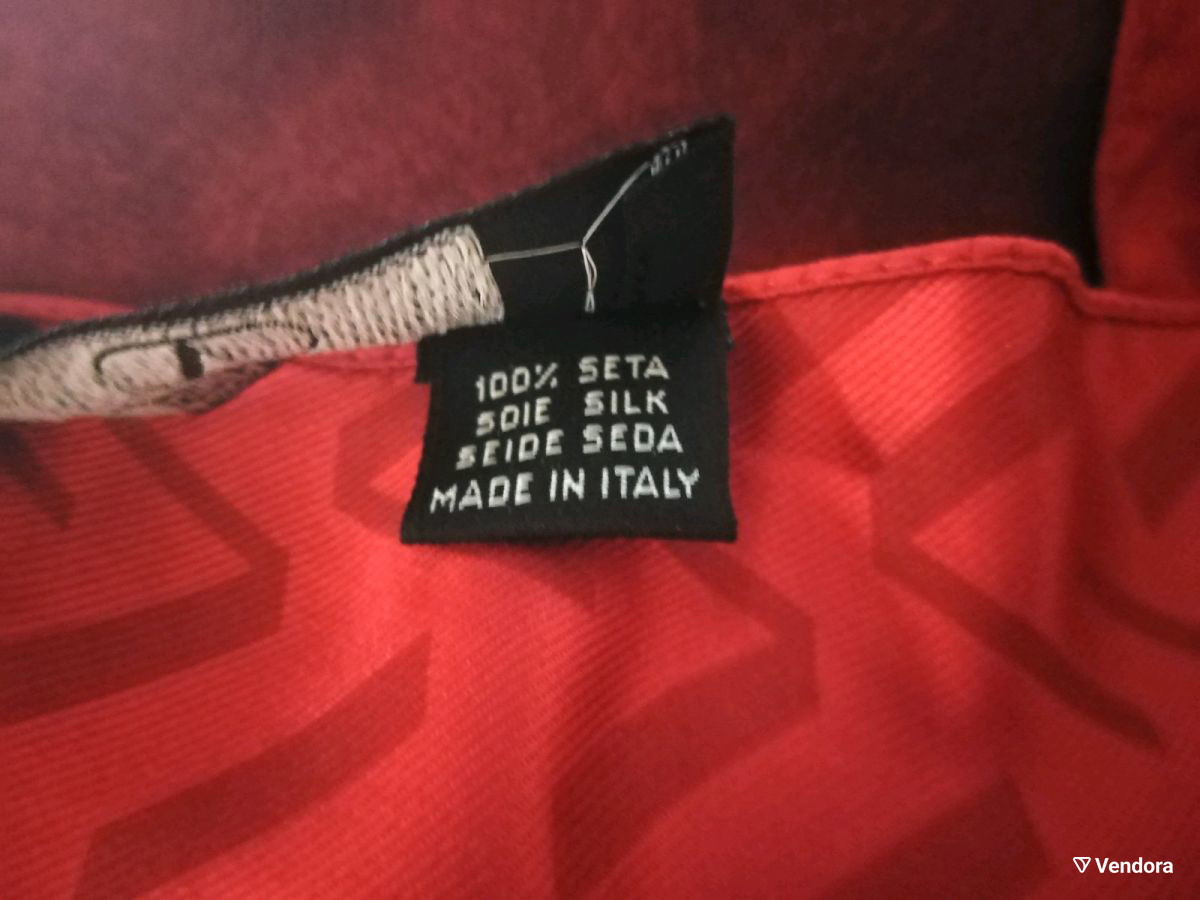 100% SETA
SOIE SILK
SEIDE SEDA
MADE IN ITALY
Vendora